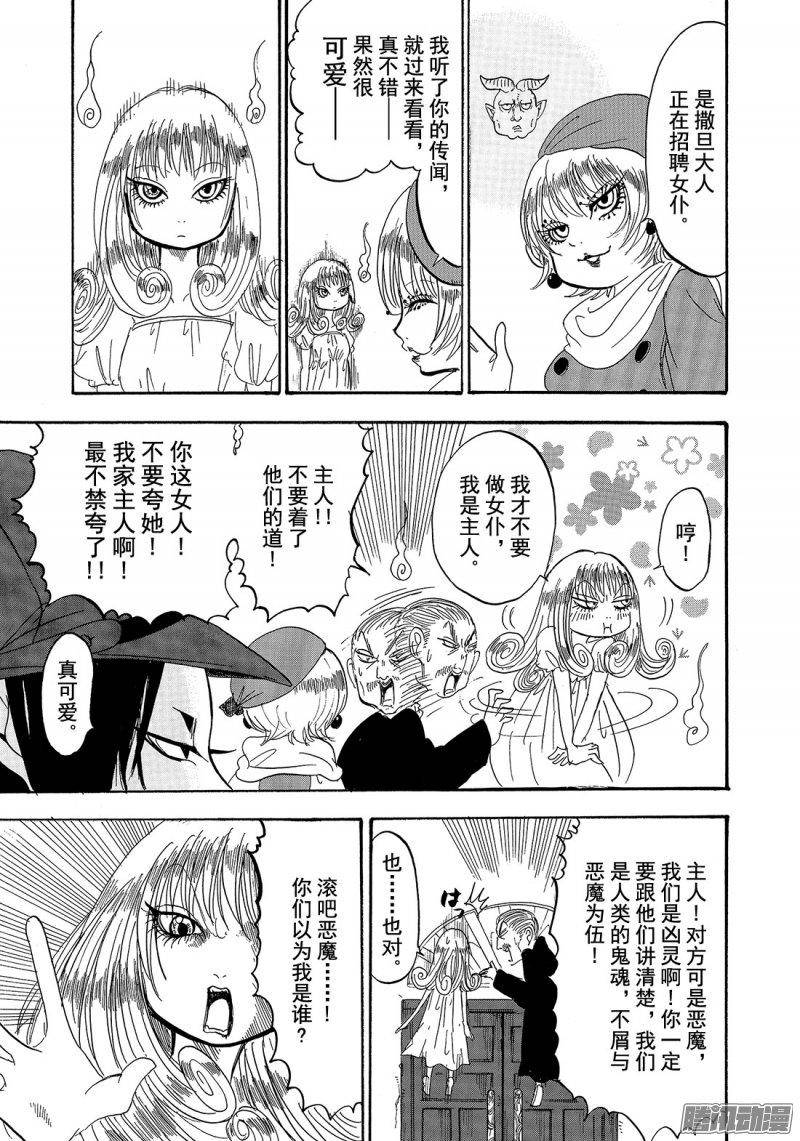 是撒旦大人
正在招聘女仆。
我听了你的传闻，
就过来看看，
真不错——
果然很
可爱——
哼！
我才不要
做女仆，
我是主人。
主人！！
不要着了
他们的道！
你这女人！
不要夸她！
我家主人啊！
最不禁夸了！！
真可爱。
主人！对方可是恶魔，
我们是凶灵啊！你一定
要跟他们讲清楚，我们
是人类的鬼魂，不屑与
恶魔为伍！
はっ
也……
也对。
滚吧恶魔……！
你们以为我是谁？
腾讯动漫